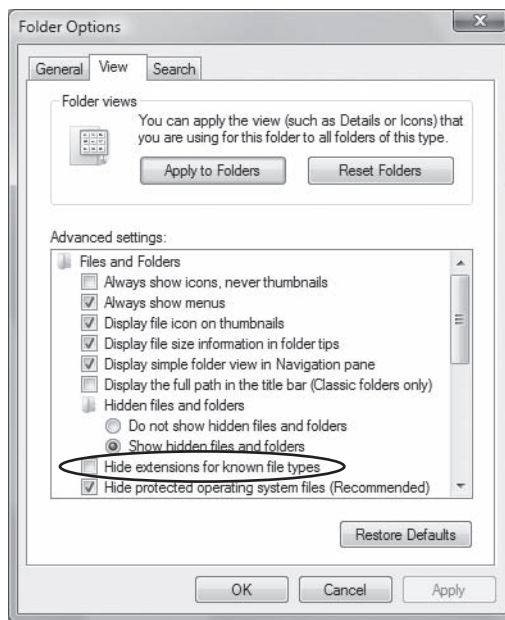 Folder Options
General View Search
Folder views
You can apply the view (such as Details or Icons) that
you are using for this folder to all folders of this type.
Apply to Folders Reset Folders
Advanced settings:
Files and Folders
Always show icons, never thumbnails
Always show menus
Display file icon on thumbnails
Display file size information in folder tips
Display simple folder view in Navigation pane
Display the full path in the title bar (Classic folders only)
Hidden files and folders
Do not show hidden files and folders
Show hidden files and folders
Hide extensions for known file types
Hide protected operating system files (Recommended)
Restore Defaults
OK Cancel Apply